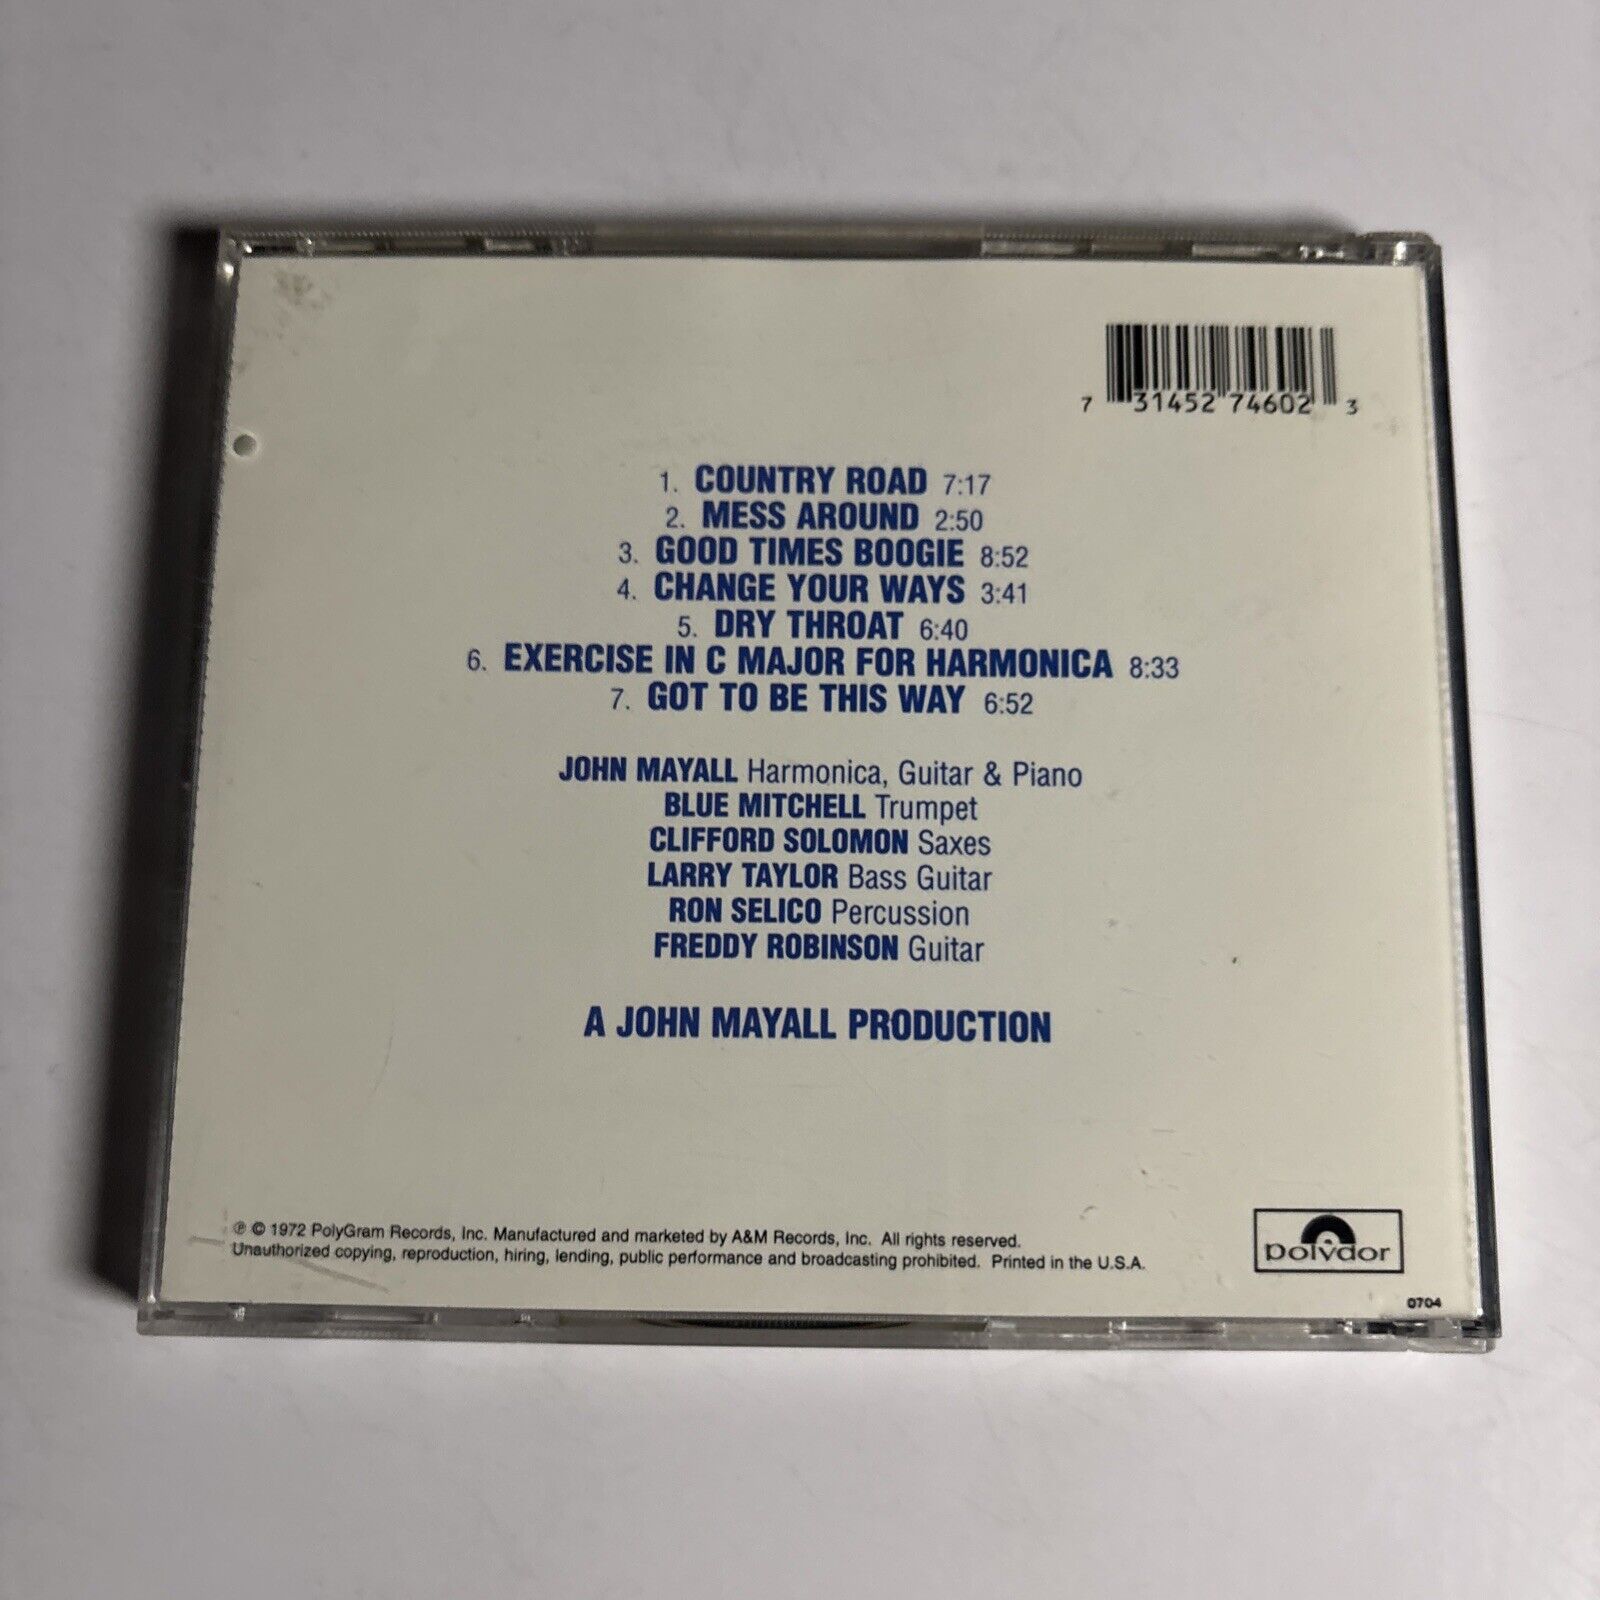 7 31452 74602 3
1. COUNTRY ROAD 7:17
2. MESS AROUND 2:50
3. GOOD TIMES BOOGIE 8:52
4. CHANGE YOUR WAYS 3:41
5. DRY THROAT 6:40
6. EXERCISE IN C MAJOR FOR HARMONICA 8:33
7. GOT TO BE THIS WAY 6:52
JOHN MAYALL Harmonica, Guitar & Piano
BLUE MITCHELL Trumpet
CLIFFORD SOLOMON Saxes
LARRY TAYLOR Bass Guitar
RON SELICO Percussion
FREDDY ROBINSON Guitar
A JOHN MAYALL PRODUCTION
℗ © 1972 PolyGram Records, Inc. Manufactured and marketed by A&M Records, Inc. All rights reserved.
Unauthorized copying, reproduction, hiring, lending, public performance and broadcasting prohibited. Printed in the U.S.A.
polydor
0704